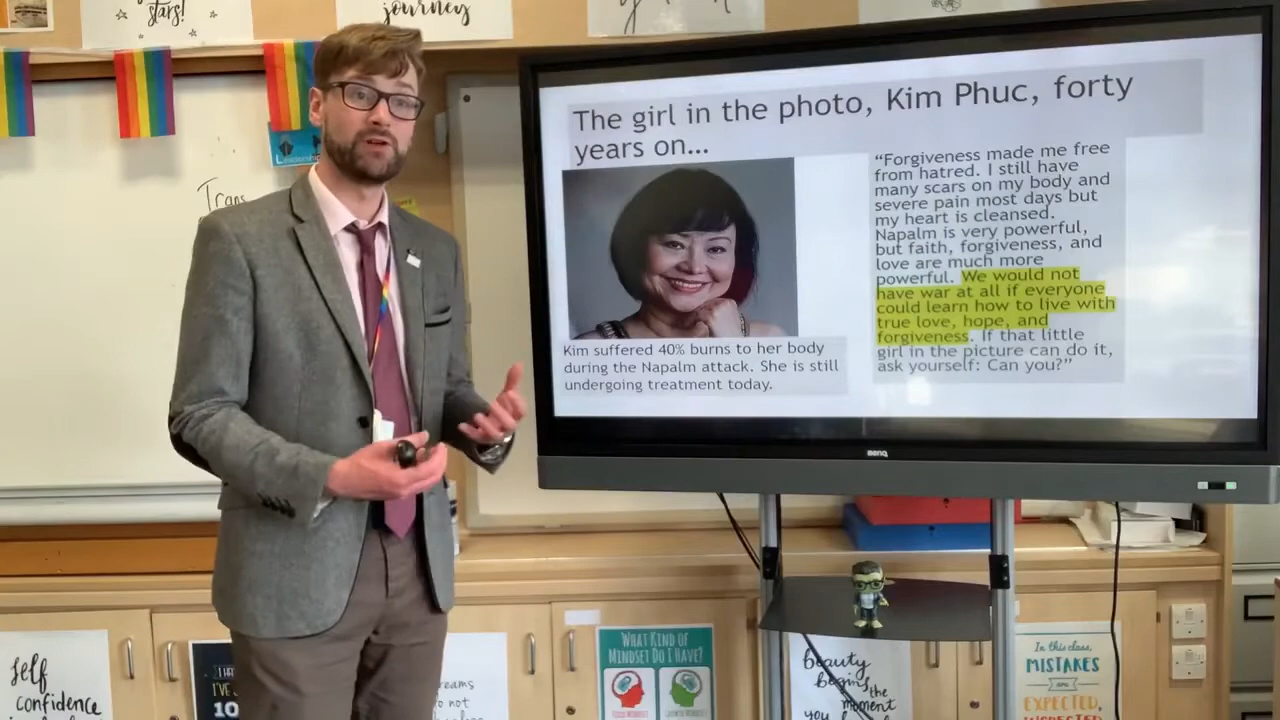 stars!
journey
Leadersh
Trans
The girl in the photo, Kim Phuc, forty
years on...
"Forgiveness made me free
from hatred. I still have
many scars on my body and
severe pain most days but
my heart is cleansed.
Napalm is very powerful,
but faith, forgiveness, and
love are much more
powerful. We would not
have war at all if everyone
could learn how to live with
true love, hope, and
forgiveness. If that little
girl in the picture can do it,
ask yourself: Can you?"
Kim suffered 40% burns to her body
during the Napalm attack. She is still
undergoing treatment today.
BenQ
self
confidence
I'VE
10
not
WHAT KIND OF
MINDSET DO I HAVE?
beauty
begins
the
moment
you
IN this class,
MISTAKES
are
EXPECTED,